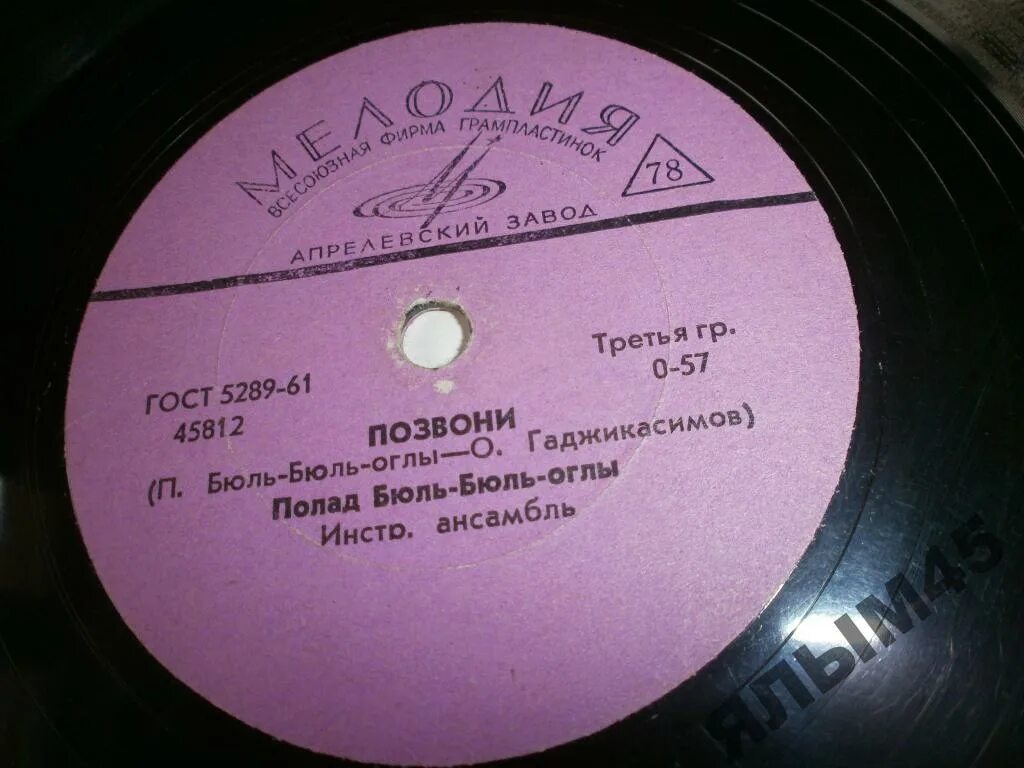 МЕЛОДИЯ
ВСЕСОЮЗНАЯ ФИРМА ГРАМПЛАСТИНОК
78
АПРЕЛЕВСКИЙ ЗАВОД
ГОСТ 5289-61
45812
Третья гр.
0-57
ПОЗВОНИ
(П. Бюль-Бюль-оглы—О. Гаджикасимов)
Полад Бюль-Бюль-оглы
Инстр. ансамбль
ЯЛЫМ45